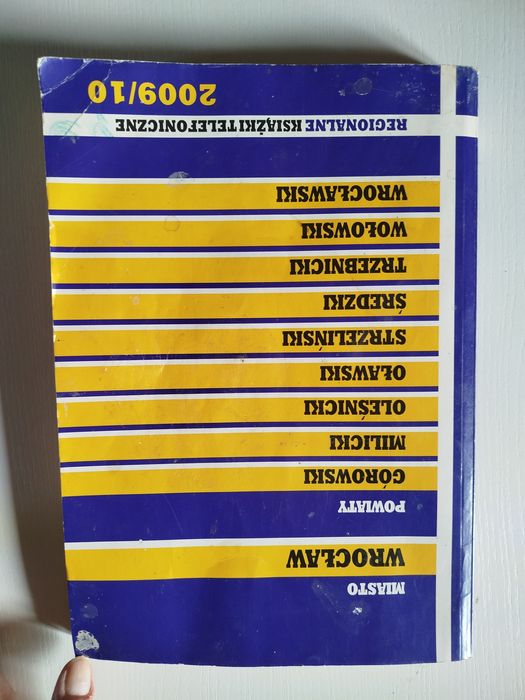 MIASTO
WROCŁAW
POWIATY
GÓROWSKI
MILICKI
OLEŚNICKI
OŁAWSKI
STRZELIŃSKI
ŚREDZKI
TRZEBNICKI
WOŁOWSKI
WROCŁAWSKI
REGIONALNE KSIĄŻKI TELEFONICZNE
2009/10